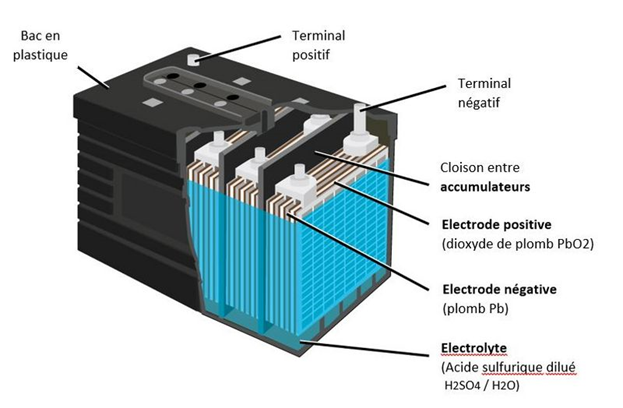 Bac en
plastique
Terminal
positif
Terminal
négatif
Cloison entre
accumulateurs
Electrode positive
(dioxyde de plomb PbO2)
Electrode négative
(plomb Pb)
Electrolyte
(Acide sulfurique dilué
H2SO4 / H2O)